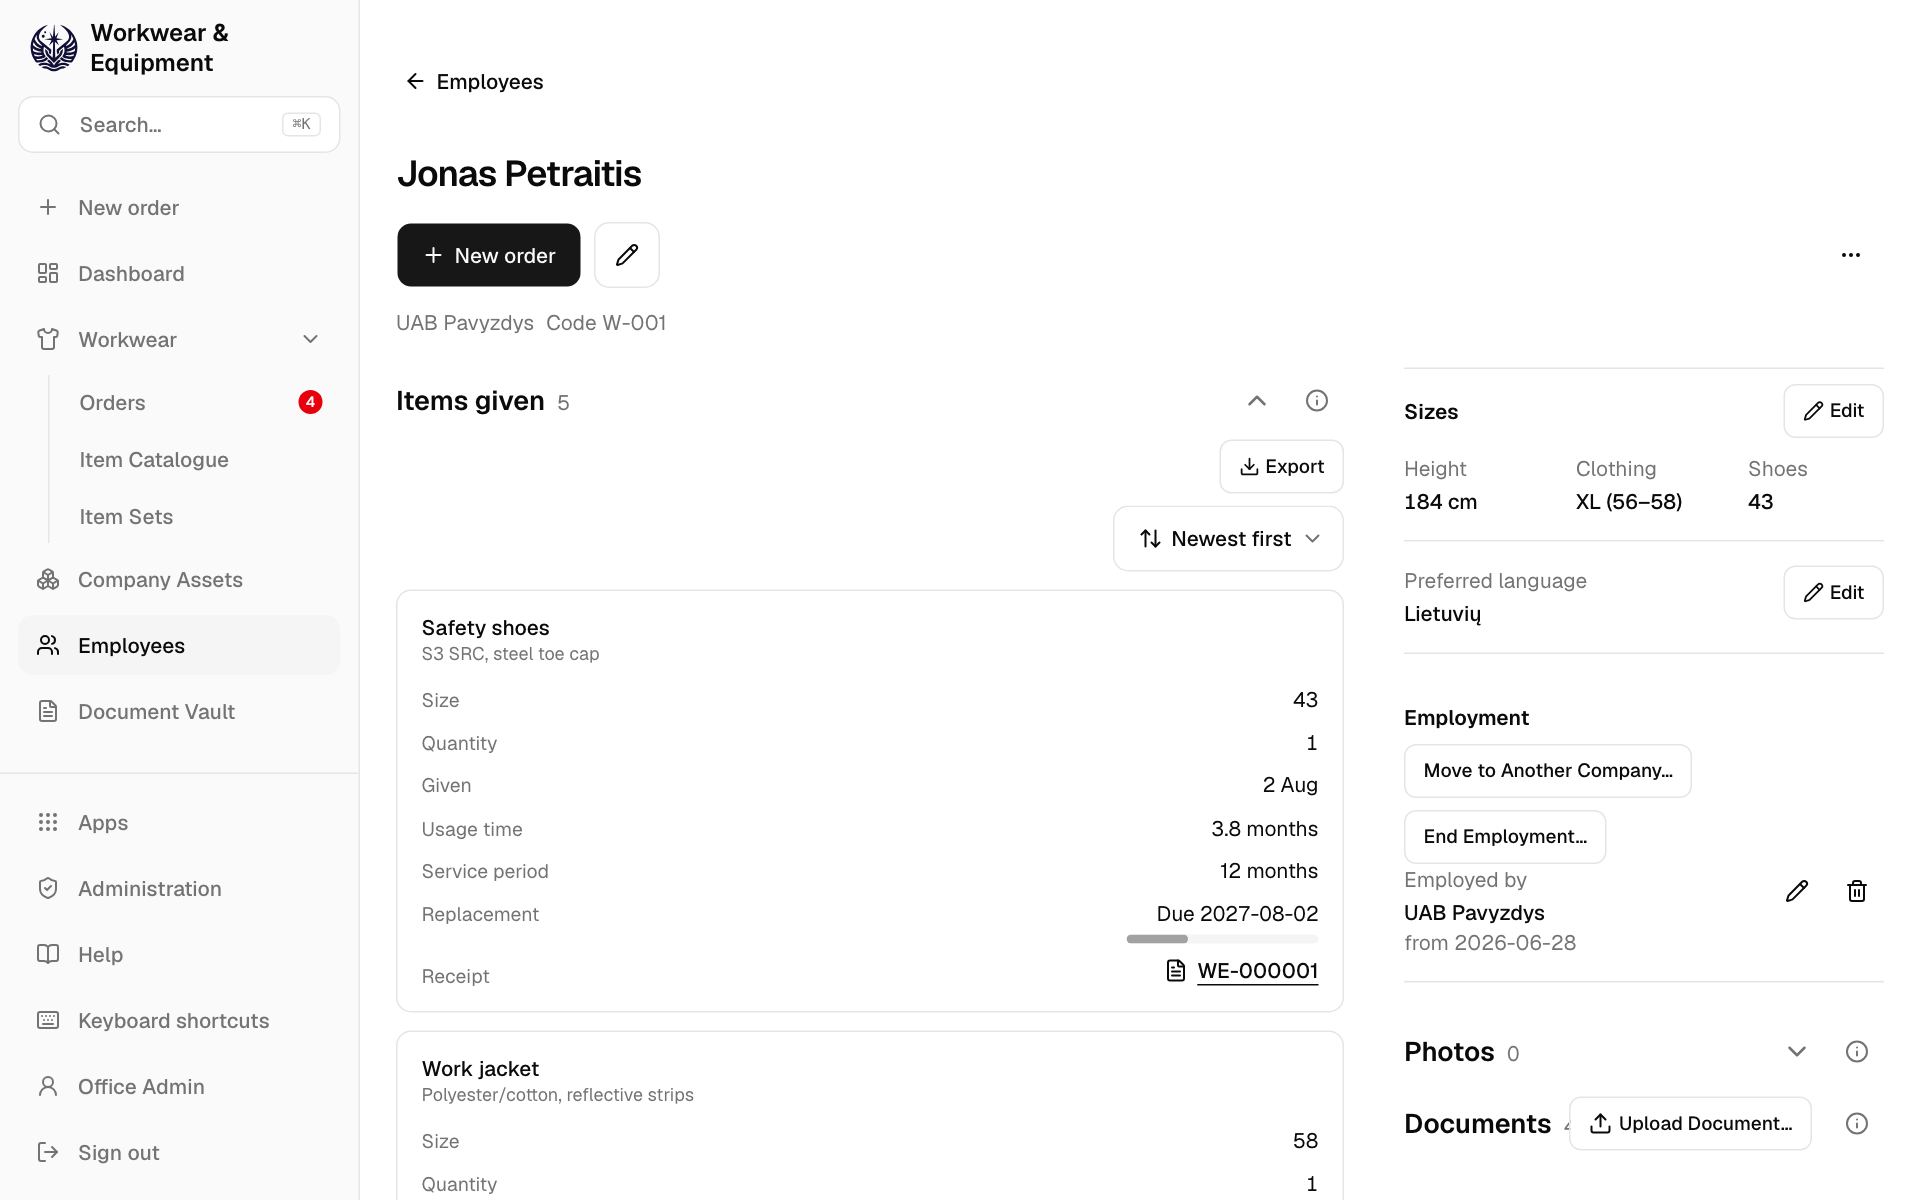 Workwear &
Equipment
Search...
⌘K
New order
Dashboard
Workwear
Orders
4
Item Catalogue
Item Sets
Company Assets
Employees
Document Vault
Apps
Administration
Help
Keyboard shortcuts
Office Admin
Sign out
Employees
Jonas Petraitis
New order
UAB Pavyzdys Code W-001
Items given 5
Export
Newest first
Safety shoes
S3 SRC, steel toe cap
Size 43
Quantity 1
Given 2 Aug
Usage time 3.8 months
Service period 12 months
Replacement Due 2027-08-02
Receipt WE-000001
Work jacket
Polyester/cotton, reflective strips
Size 58
Quantity 1
Sizes
Edit
Height Clothing Shoes
184 cm XL (56–58) 43
Preferred language
Edit
Lietuvių
Employment
Move to Another Company...
End Employment...
Employed by
UAB Pavyzdys
from 2026-06-28
Photos 0
Documents
Upload Document...